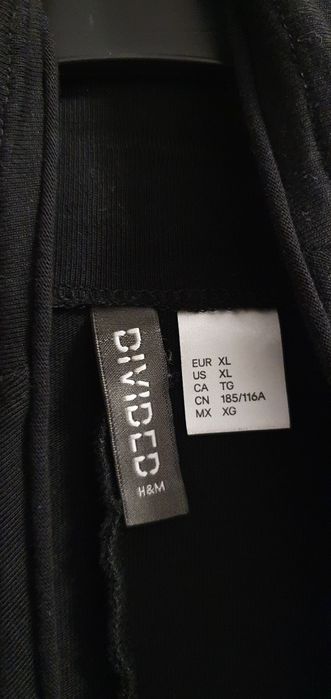 DIVIDED
H&M
EUR XL
US XL
CA TG
CN 185/116A
MX XG